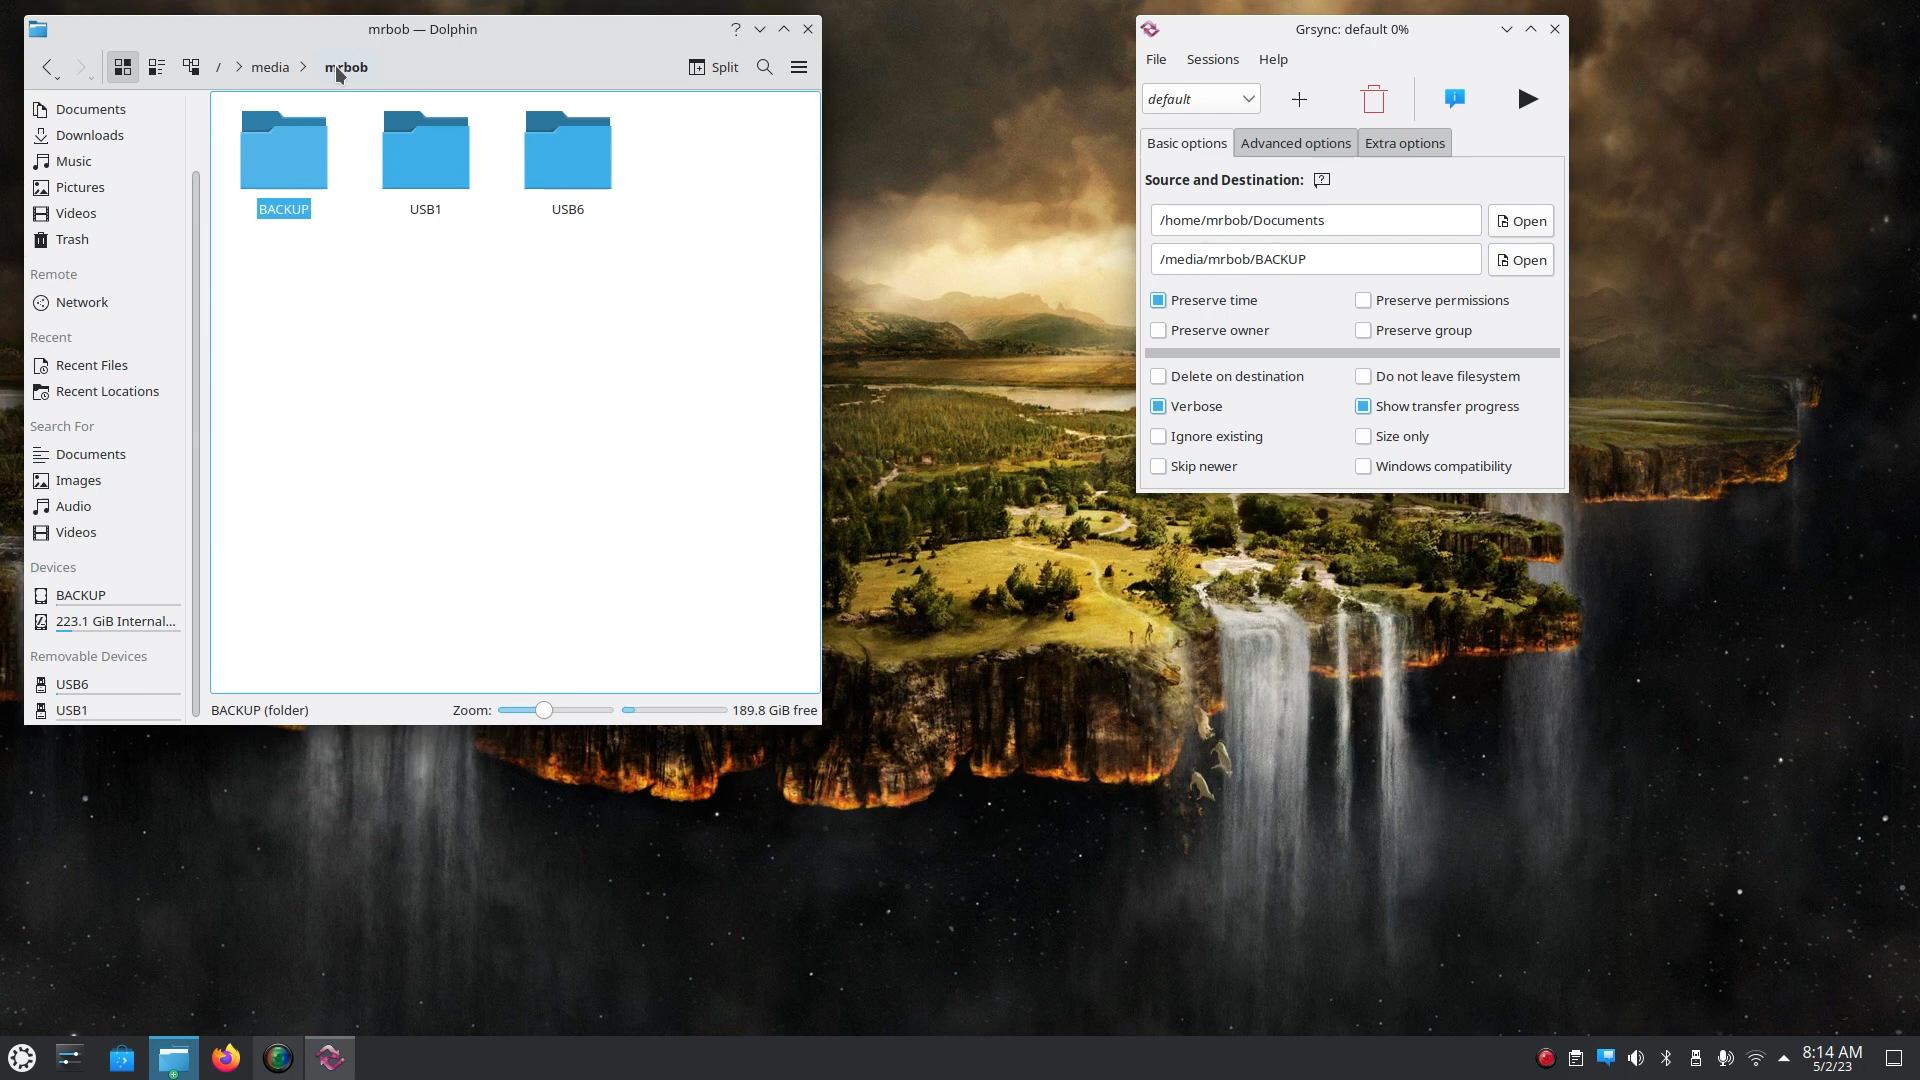 mrbob — Dolphin
/ > media > mrbob
Split
Documents
Downloads
Music
Pictures
Videos
Trash
Remote
Network
Recent
Recent Files
Recent Locations
Search For
Documents
Images
Audio
Videos
Devices
BACKUP
223.1 GiB Internal...
Removable Devices
USB6
USB1
BACKUP
USB1
USB6
BACKUP (folder)
Zoom:
189.8 GiB free
Grsync: default 0%
File Sessions Help
default
Basic options Advanced options Extra options
Source and Destination:
/home/mrbob/Documents Open
/media/mrbob/BACKUP Open
Preserve time Preserve permissions
Preserve owner Preserve group
Delete on destination Do not leave filesystem
Verbose Show transfer progress
Ignore existing Size only
Skip newer Windows compatibility
8:14 AM
5/2/23